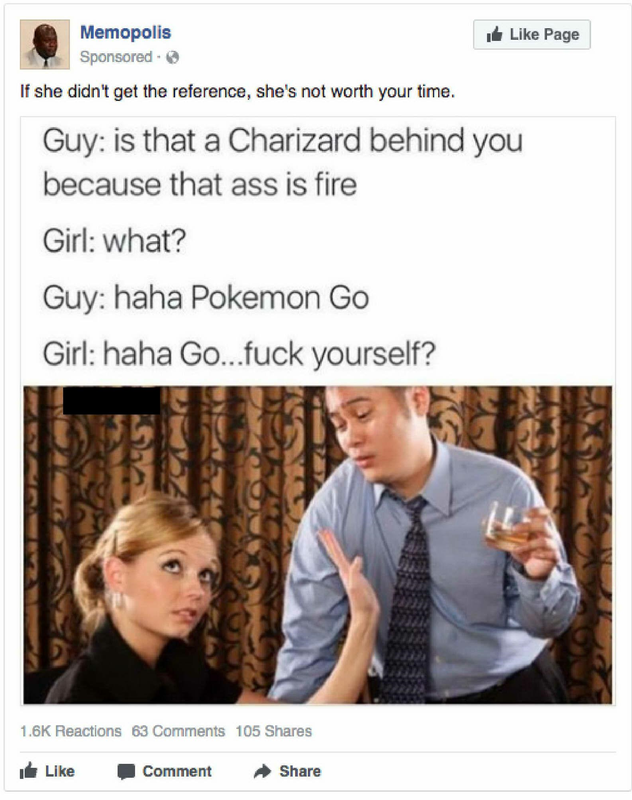 Memopolis
Like Page
Sponsored ·
If she didn't get the reference, she's not worth your time.
Guy: is that a Charizard behind you
because that ass is fire
Girl: what?
Guy: haha Pokemon Go
Girl: haha Go...fuck yourself?
1.6K Reactions 63 Comments 105 Shares
Like Comment Share